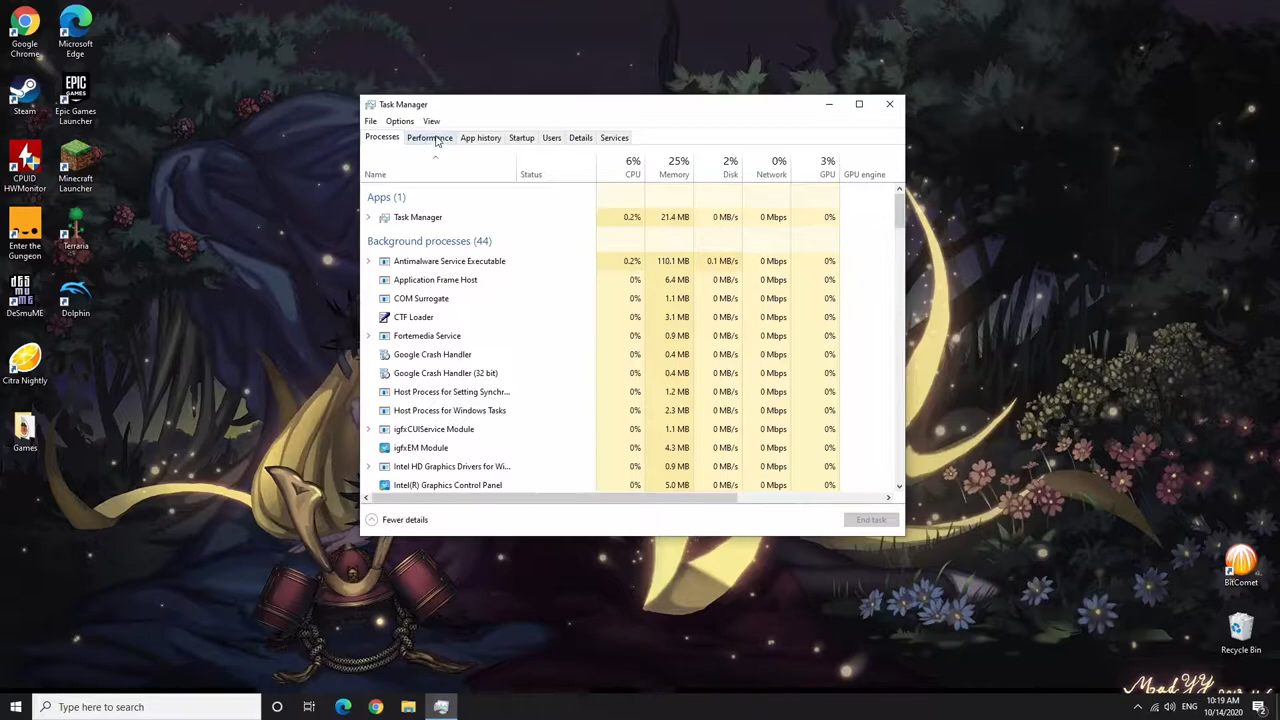 Google Chrome
Microsoft Edge
Steam
EPIC GAMES
Epic Games Launcher
CPUID HWMonitor
Minecraft Launcher
Enter the Gungeon
Terraria
DeSmuME
Dolphin
Citra Nightly
Games
Task Manager
File Options View
Processes Performance App history Startup Users Details Services
6% 25% 2% 0% 3%
Name Status CPU Memory Disk Network GPU GPU engine
Apps (1)
Task Manager 0.2% 21.4 MB 0 MB/s 0 Mbps 0%
Background processes (44)
Antimalware Service Executable 0.2% 110.1 MB 0.1 MB/s 0 Mbps 0%
Application Frame Host 0% 6.4 MB 0 MB/s 0 Mbps 0%
COM Surrogate 0% 1.1 MB 0 MB/s 0 Mbps 0%
CTF Loader 0% 3.1 MB 0 MB/s 0 Mbps 0%
Fortemedia Service 0% 0.9 MB 0 MB/s 0 Mbps 0%
Google Crash Handler 0% 0.4 MB 0 MB/s 0 Mbps 0%
Google Crash Handler (32 bit) 0% 0.4 MB 0 MB/s 0 Mbps 0%
Host Process for Setting Synchr... 0% 1.2 MB 0 MB/s 0 Mbps 0%
Host Process for Windows Tasks 0% 2.3 MB 0 MB/s 0 Mbps 0%
igfxCUIService Module 0% 1.1 MB 0 MB/s 0 Mbps 0%
igfxEM Module 0% 4.3 MB 0 MB/s 0 Mbps 0%
Intel HD Graphics Drivers for Wi... 0% 0.9 MB 0 MB/s 0 Mbps 0%
Intel(R) Graphics Control Panel 0% 5.0 MB 0 MB/s 0 Mbps 0%
Fewer details
End task
BitComet
Recycle Bin
Type here to search
ENG
10:19 AM
10/14/2020
2